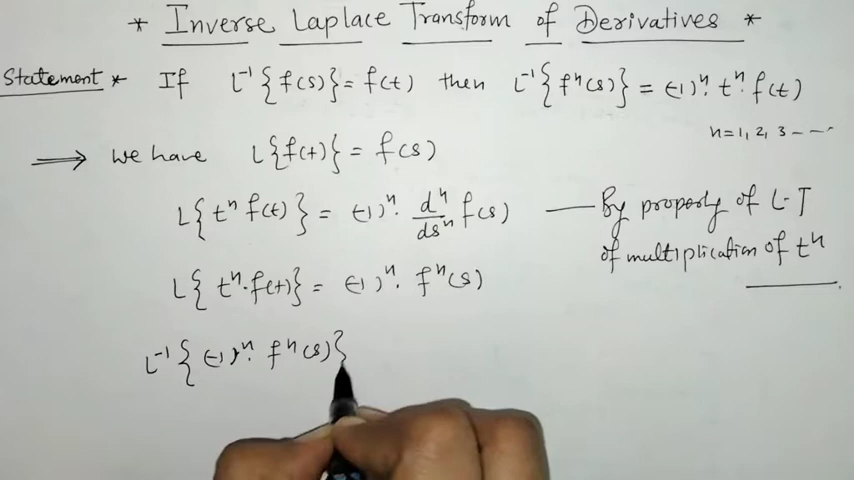 * Inverse Laplace Transform of Derivatives *
Statement * If L⁻¹{f(s)} = f(t) then L⁻¹{fⁿ(s)} = (-1)ⁿ. tⁿ. f(t)
n = 1, 2, 3 - - -
⟹ we have L{f(t)} = f(s)
L{tⁿ f(t)} = (-1)ⁿ. dⁿ/dsⁿ f(s) — By property of L.T
of multiplication of tⁿ
L{tⁿ. f(t)} = (-1)ⁿ. fⁿ(s)
L⁻¹{(-1)ⁿ. fⁿ(s)}